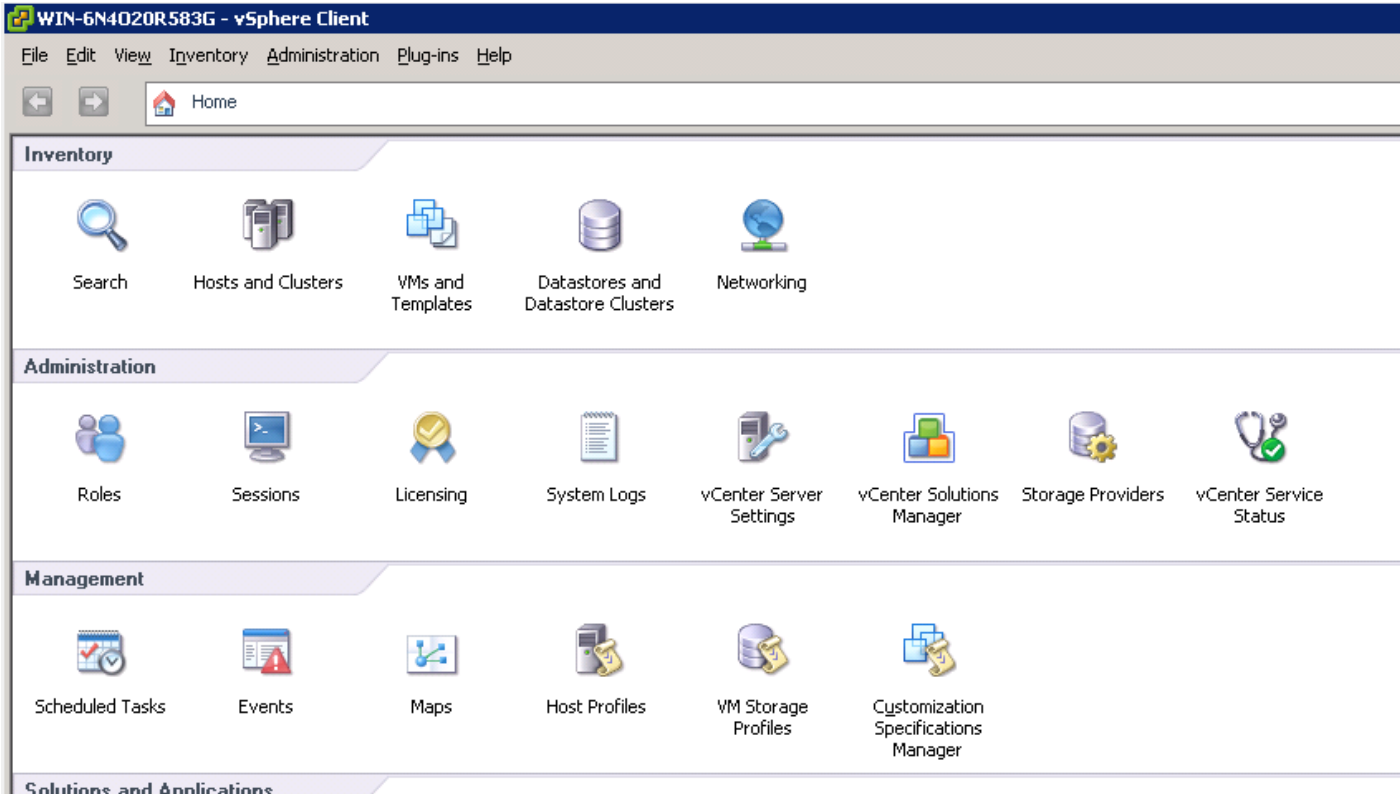 WIN-6N4O20R583G - vSphere Client
File Edit View Inventory Administration Plug-ins Help
Home
Inventory
Search Hosts and Clusters VMs and Datastores and Networking
Templates Datastore Clusters
Administration
Roles Sessions Licensing System Logs vCenter Server vCenter Solutions Storage Providers vCenter Service
Settings Manager Status
Management
Scheduled Tasks Events Maps Host Profiles VM Storage Customization
Profiles Specifications
Manager
Solutions and Applications